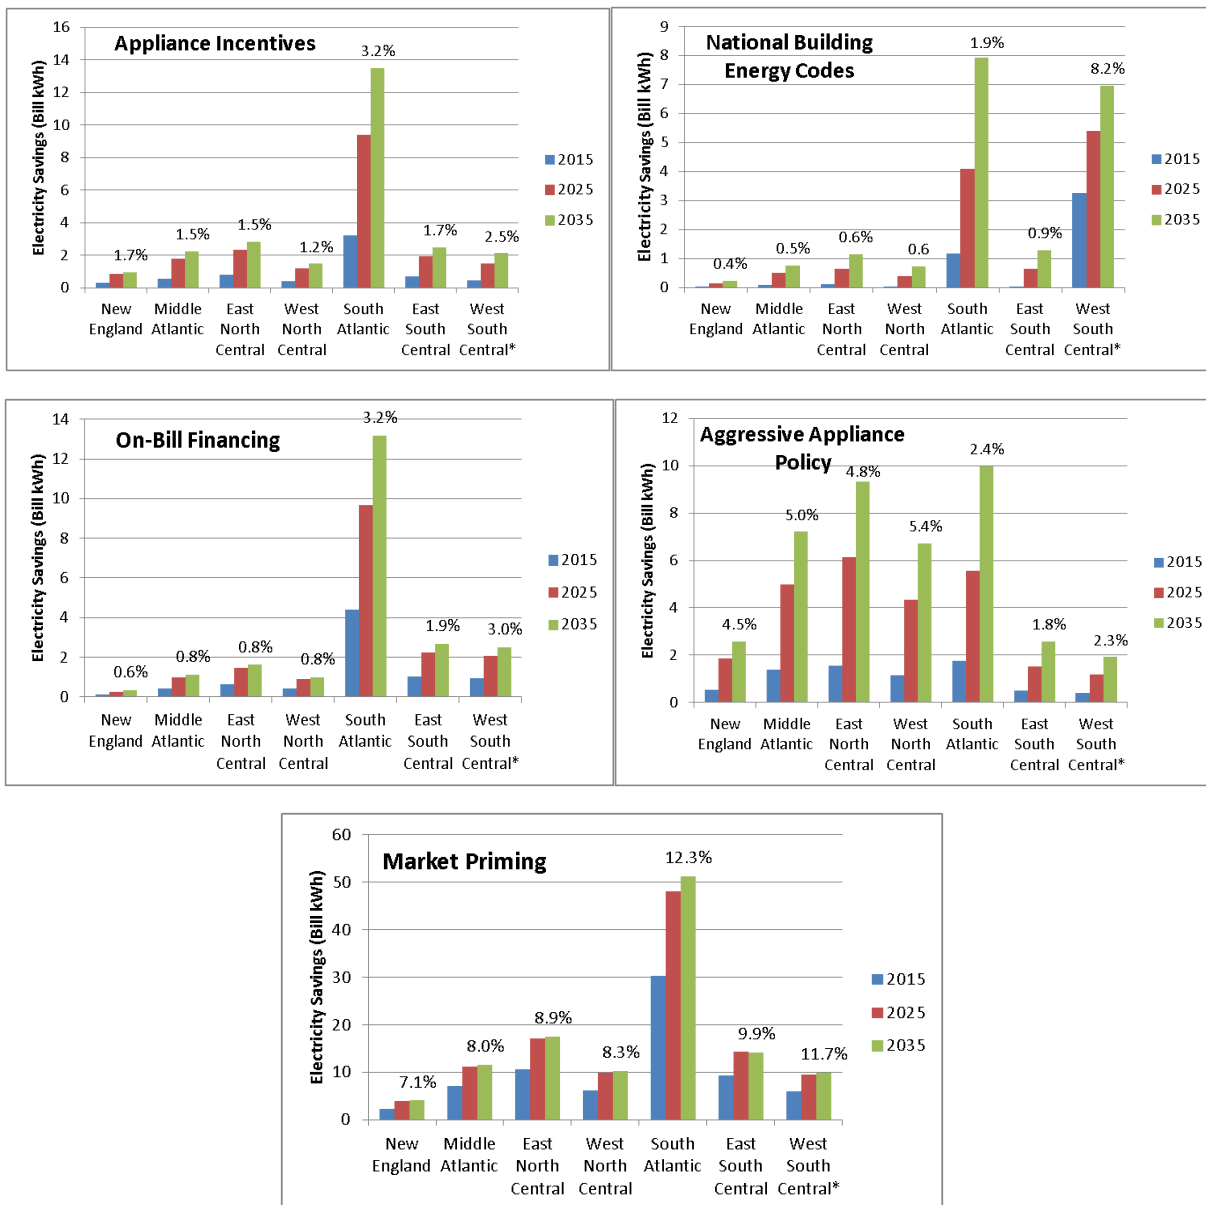 Appliance Incentives
Electricity Savings (Bill kWh)
16
14
12
10
8
6
4
2
0
1.7%
1.5%
1.5%
1.2%
3.2%
1.7%
2.5%
New England
Middle Atlantic
East North Central
West North Central
South Atlantic
East South Central
West South Central*
2015
2025
2035
National Building
Energy Codes
Electricity Savings (Bill kWh)
9
8
7
6
5
4
3
2
1
0
0.4%
0.5%
0.6%
0.6
1.9%
0.9%
8.2%
New England
Middle Atlantic
East North Central
West North Central
South Atlantic
East South Central
West South Central*
2015
2025
2035
On-Bill Financing
Electricity Savings (Bill kWh)
14
12
10
8
6
4
2
0
0.6%
0.8%
0.8%
0.8%
3.2%
1.9%
3.0%
New England
Middle Atlantic
East North Central
West North Central
South Atlantic
East South Central
West South Central*
2015
2025
2035
Aggressive Appliance
Policy
Electricity Savings (Bill kWh)
12
10
8
6
4
2
0
4.5%
5.0%
4.8%
5.4%
2.4%
1.8%
2.3%
New England
Middle Atlantic
East North Central
West North Central
South Atlantic
East South Central
West South Central*
2015
2025
2035
Market Priming
Electricity Savings (Bill kWh)
60
50
40
30
20
10
0
7.1%
8.0%
8.9%
8.3%
12.3%
9.9%
11.7%
New England
Middle Atlantic
East North Central
West North Central
South Atlantic
East South Central
West South Central*
2015
2025
2035